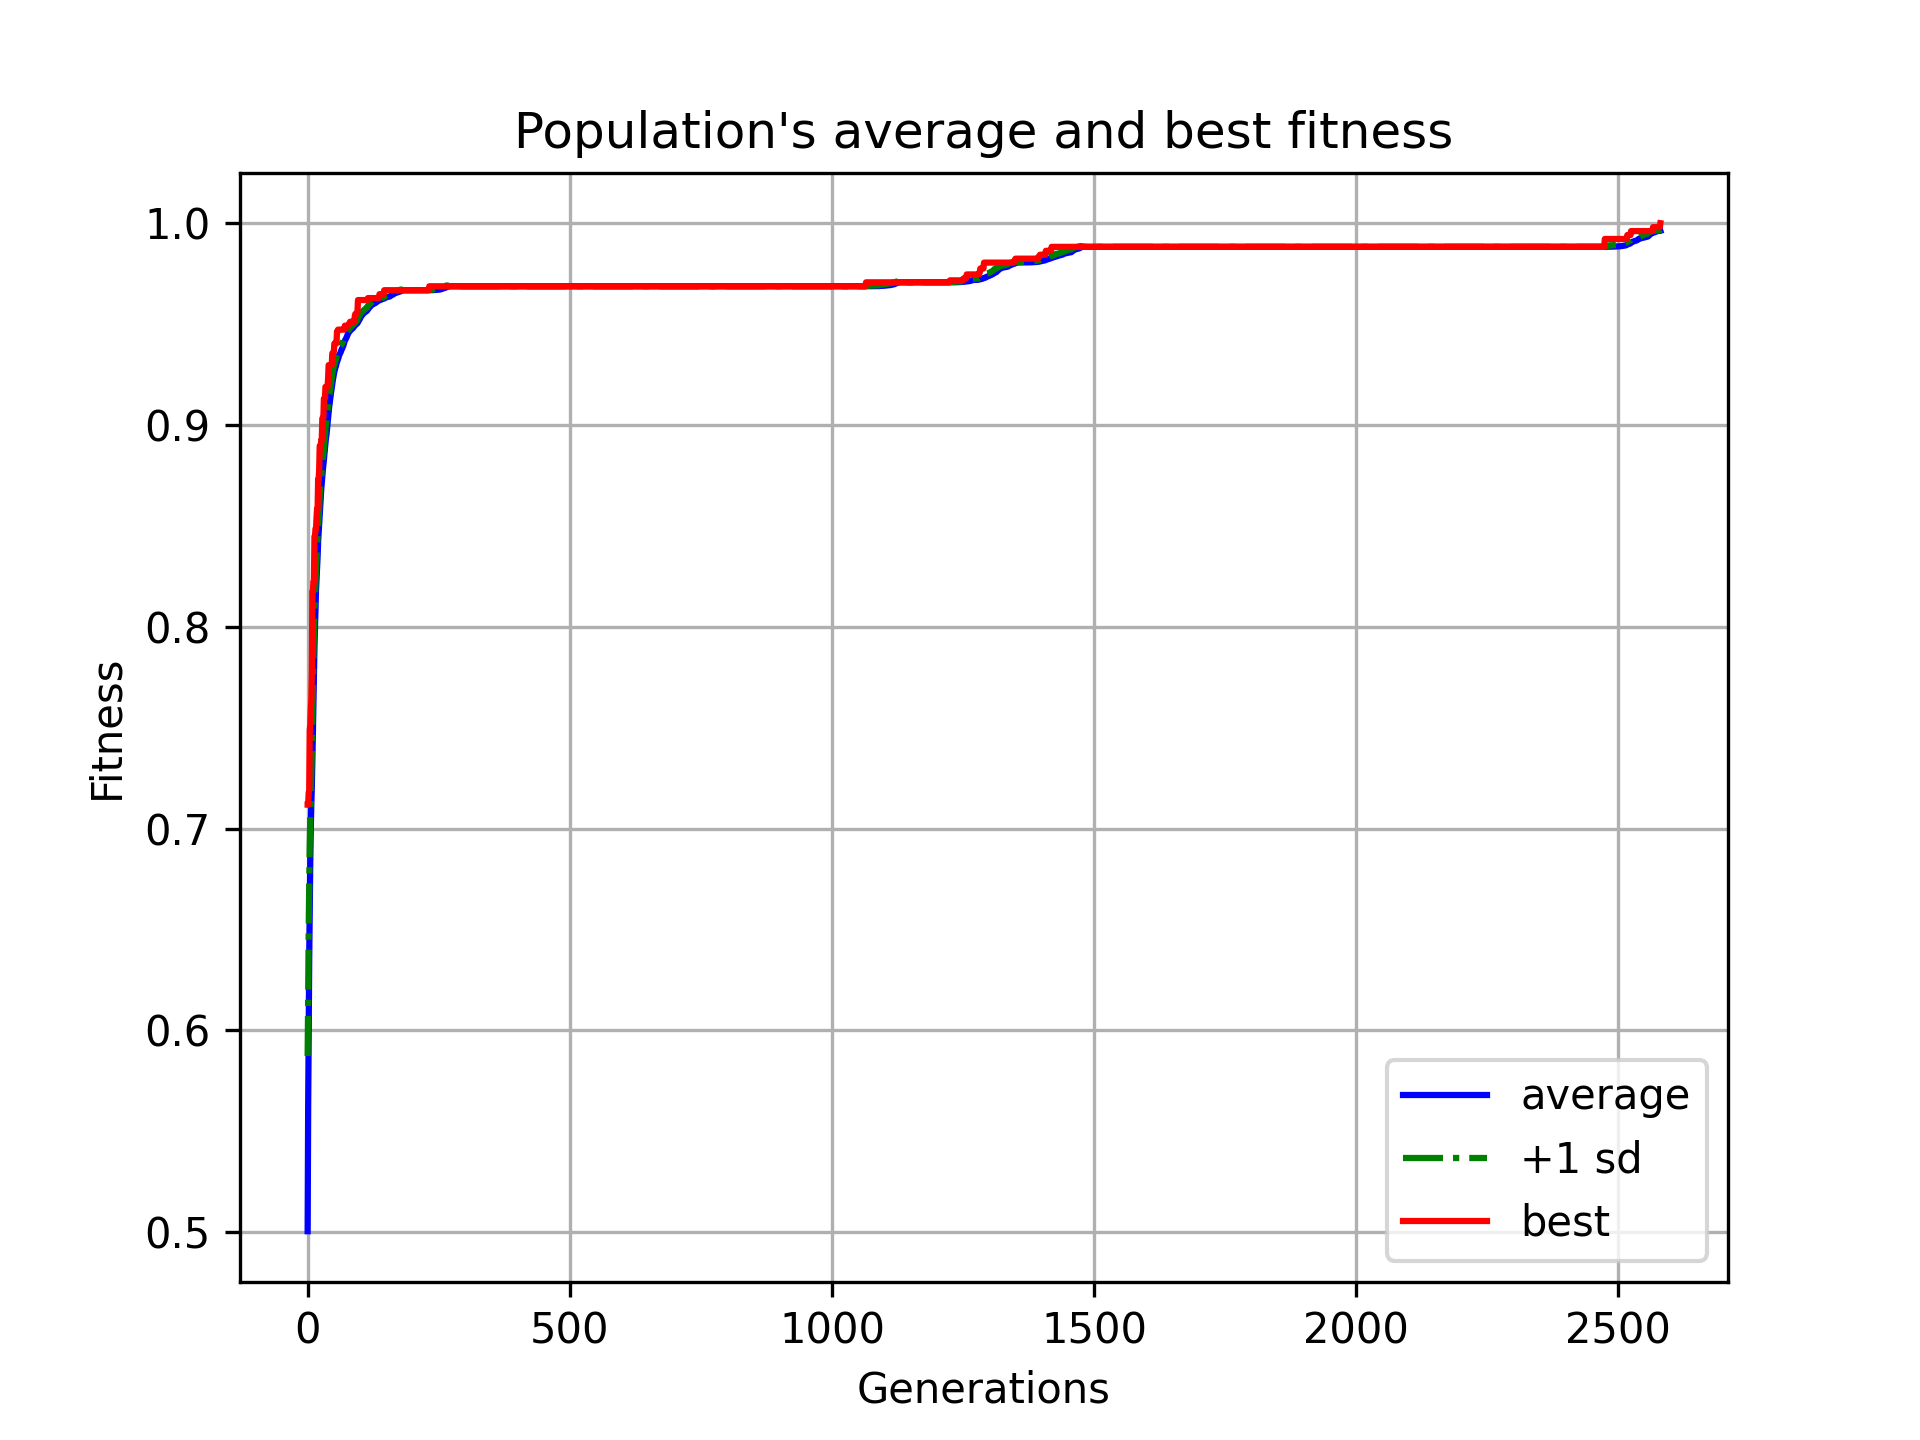 Population's average and best fitness
1.0
0.9
0.8
0.7
0.6
0.5
Fitness
0 500 1000 1500 2000 2500
Generations
average
+1 sd
best